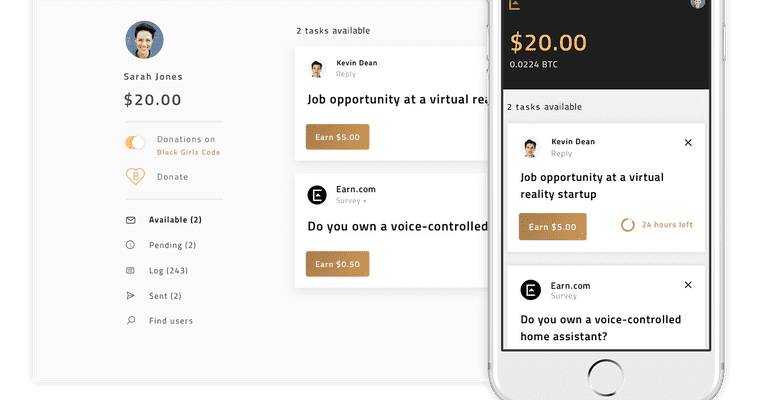 Sarah Jones
$20.00
Donations on
Black Girls Code
Donate
Available (2)
Pending (2)
Log (243)
Sent (2)
Find users
2 tasks available
Kevin Dean
Reply
Job opportunity at a virtual rea
Earn $5.00
Earn.com
Survey •
Do you own a voice-controlled
Earn $0.50
$20.00
0.0224 BTC
2 tasks available
Kevin Dean
Reply
Job opportunity at a virtual
reality startup
Earn $5.00
24 hours left
Earn.com
Survey
Do you own a voice-controlled
home assistant?